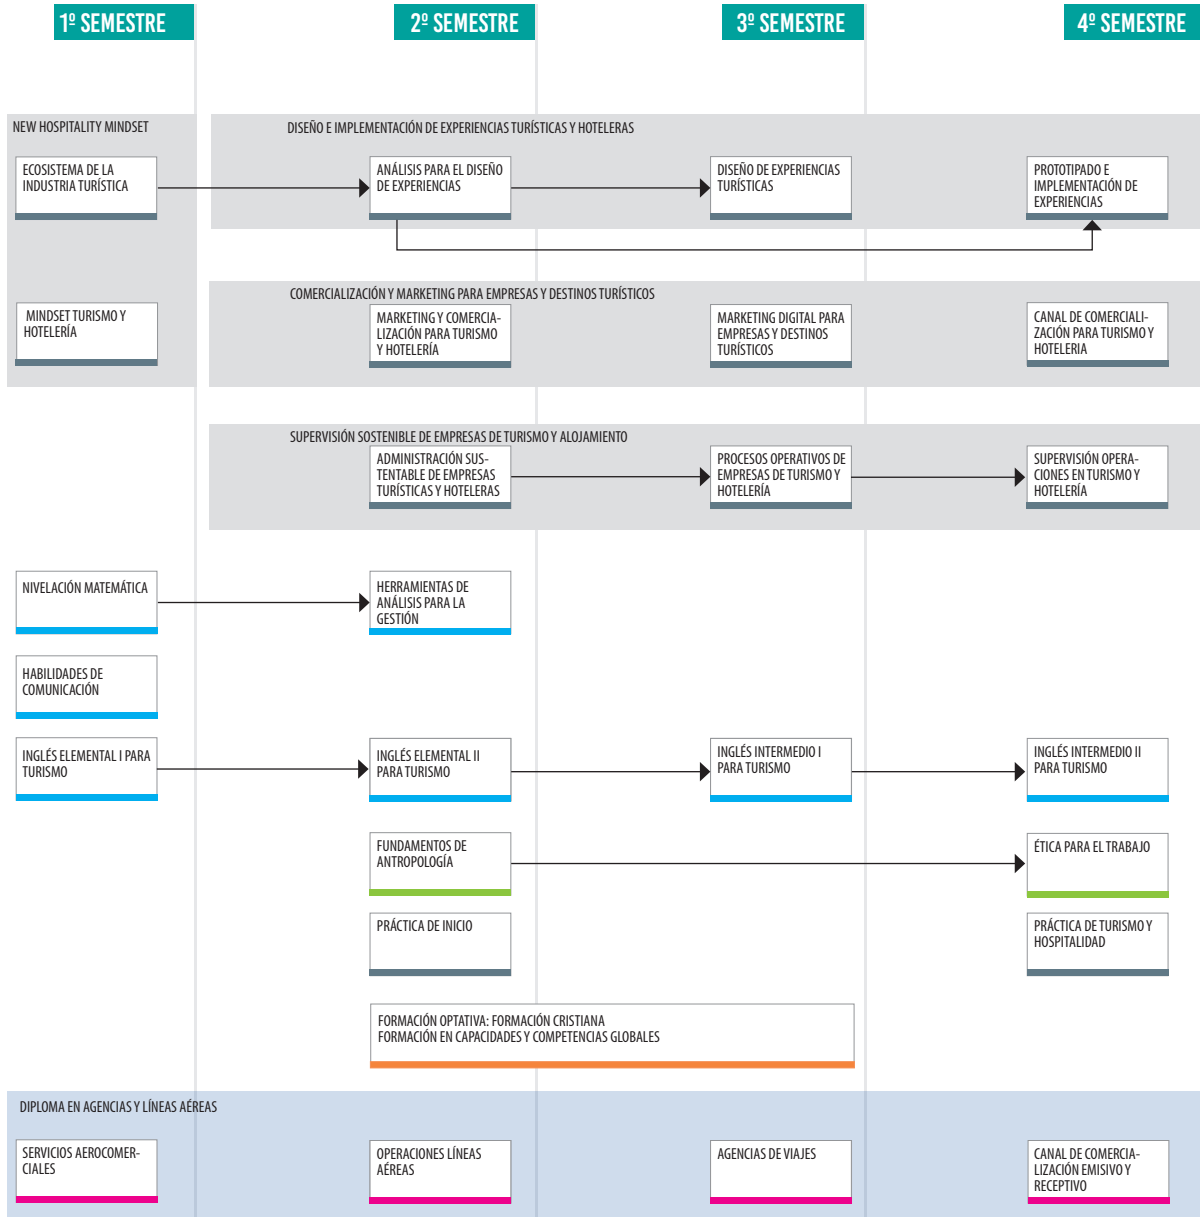 1º SEMESTRE
2º SEMESTRE
3º SEMESTRE
4º SEMESTRE
NEW HOSPITALITY MINDSET
DISEÑO E IMPLEMENTACIÓN DE EXPERIENCIAS TURÍSTICAS Y HOTELERAS
ECOSISTEMA DE LA
INDUSTRIA TURÍSTICA
ANÁLISIS PARA EL DISEÑO
DE EXPERIENCIAS
DISEÑO DE EXPERIENCIAS
TURÍSTICAS
PROTOTIPADO E
IMPLEMENTACIÓN DE
EXPERIENCIAS
COMERCIALIZACIÓN Y MARKETING PARA EMPRESAS Y DESTINOS TURÍSTICOS
MINDSET TURISMO Y
HOTELERÍA
MARKETING Y COMERCIA-
LIZACIÓN PARA TURISMO
Y HOTELERÍA
MARKETING DIGITAL PARA
EMPRESAS Y DESTINOS
TURÍSTICOS
CANAL DE COMERCIALI-
ZACIÓN PARA TURISMO Y
HOTELERIA
SUPERVISIÓN SOSTENIBLE DE EMPRESAS DE TURISMO Y ALOJAMIENTO
ADMINISTRACIÓN SUS-
TENTABLE DE EMPRESAS
TURÍSTICAS Y HOTELERAS
PROCESOS OPERATIVOS DE
EMPRESAS DE TURISMO Y
HOTELERÍA
SUPERVISIÓN OPERA-
CIONES EN TURISMO Y
HOTELERÍA
NIVELACIÓN MATEMÁTICA
HERRAMIENTAS DE
ANÁLISIS PARA LA
GESTIÓN
HABILIDADES DE
COMUNICACIÓN
INGLÉS ELEMENTAL I PARA
TURISMO
INGLÉS ELEMENTAL II
PARA TURISMO
INGLÉS INTERMEDIO I
PARA TURISMO
INGLÉS INTERMEDIO II
PARA TURISMO
FUNDAMENTOS DE
ANTROPOLOGÍA
ÉTICA PARA EL TRABAJO
PRÁCTICA DE INICIO
PRÁCTICA DE TURISMO Y
HOSPITALIDAD
FORMACIÓN OPTATIVA: FORMACIÓN CRISTIANA
FORMACIÓN EN CAPACIDADES Y COMPETENCIAS GLOBALES
DIPLOMA EN AGENCIAS Y LÍNEAS AÉREAS
SERVICIOS AEROCOMER-
CIALES
OPERACIONES LÍNEAS
AÉREAS
AGENCIAS DE VIAJES
CANAL DE COMERCIA-
LIZACIÓN EMISIVO Y
RECEPTIVO